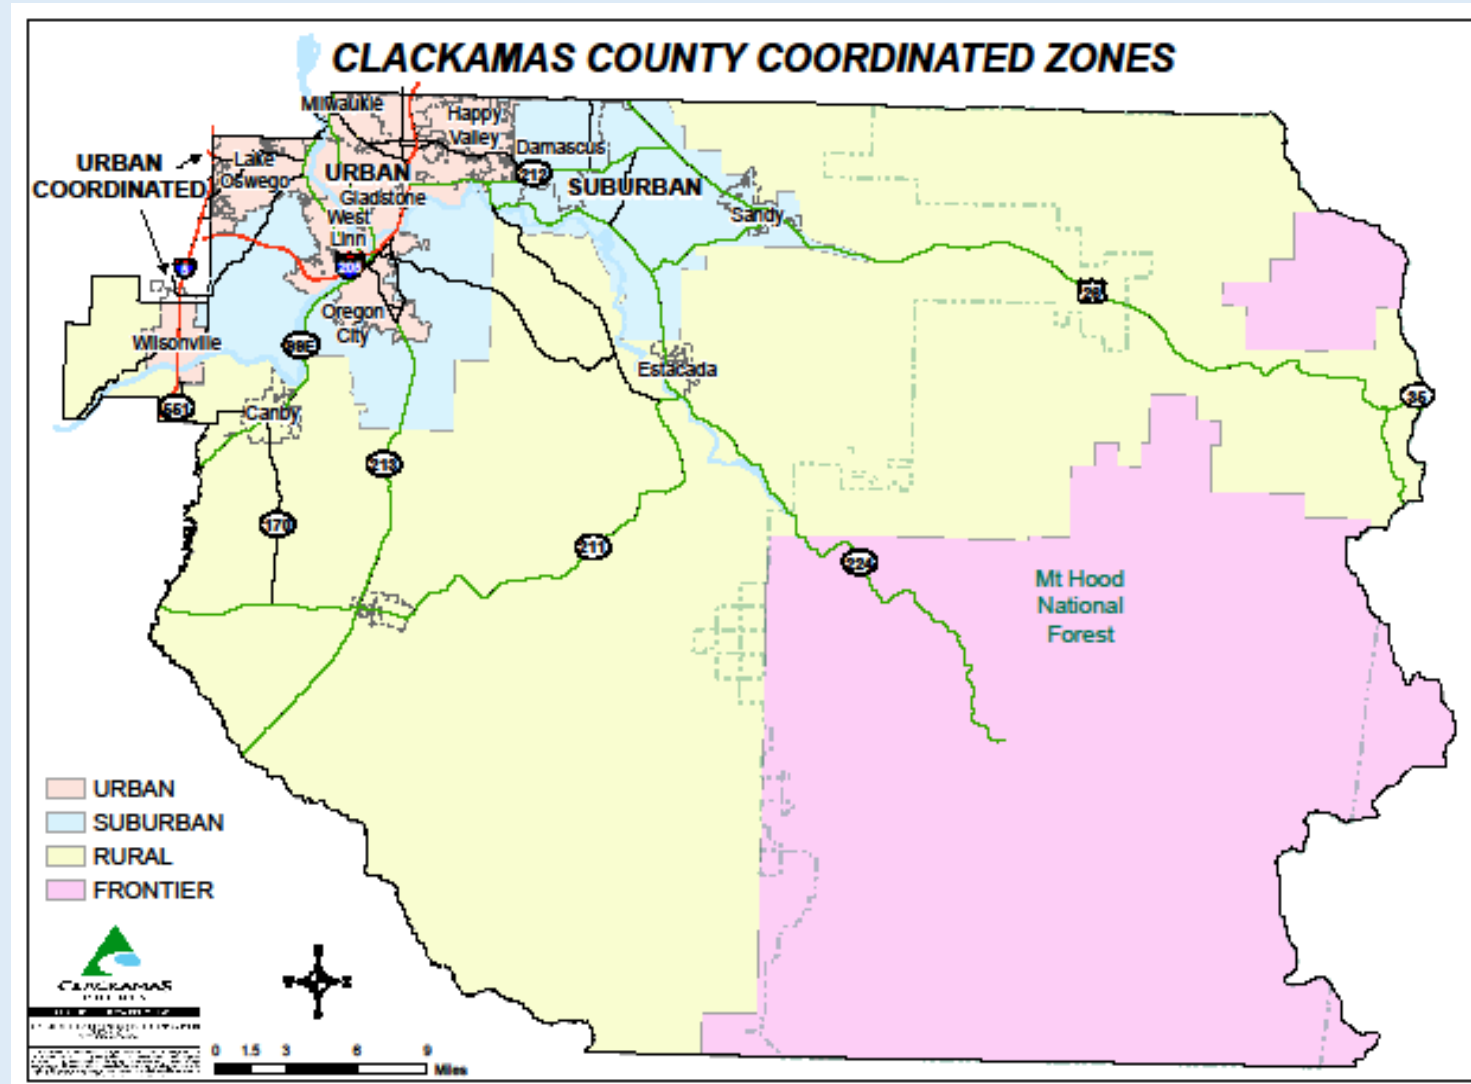 CLACKAMAS COUNTY COORDINATED ZONES
Milwaukie
Happy
Valley
URBAN
COORDINATED
Lake
Oswego
URBAN
Damascus
212
SUBURBAN
Gladstone
West
Linn
Sandy
5
205
26
Oregon
City
Wilsonville
99E
Estacada
35
551
Canby
213
170
211
224
Mt Hood
National
Forest
URBAN
SUBURBAN
RURAL
FRONTIER
CLACKAMAS
0 1.5 3 6 9
Miles